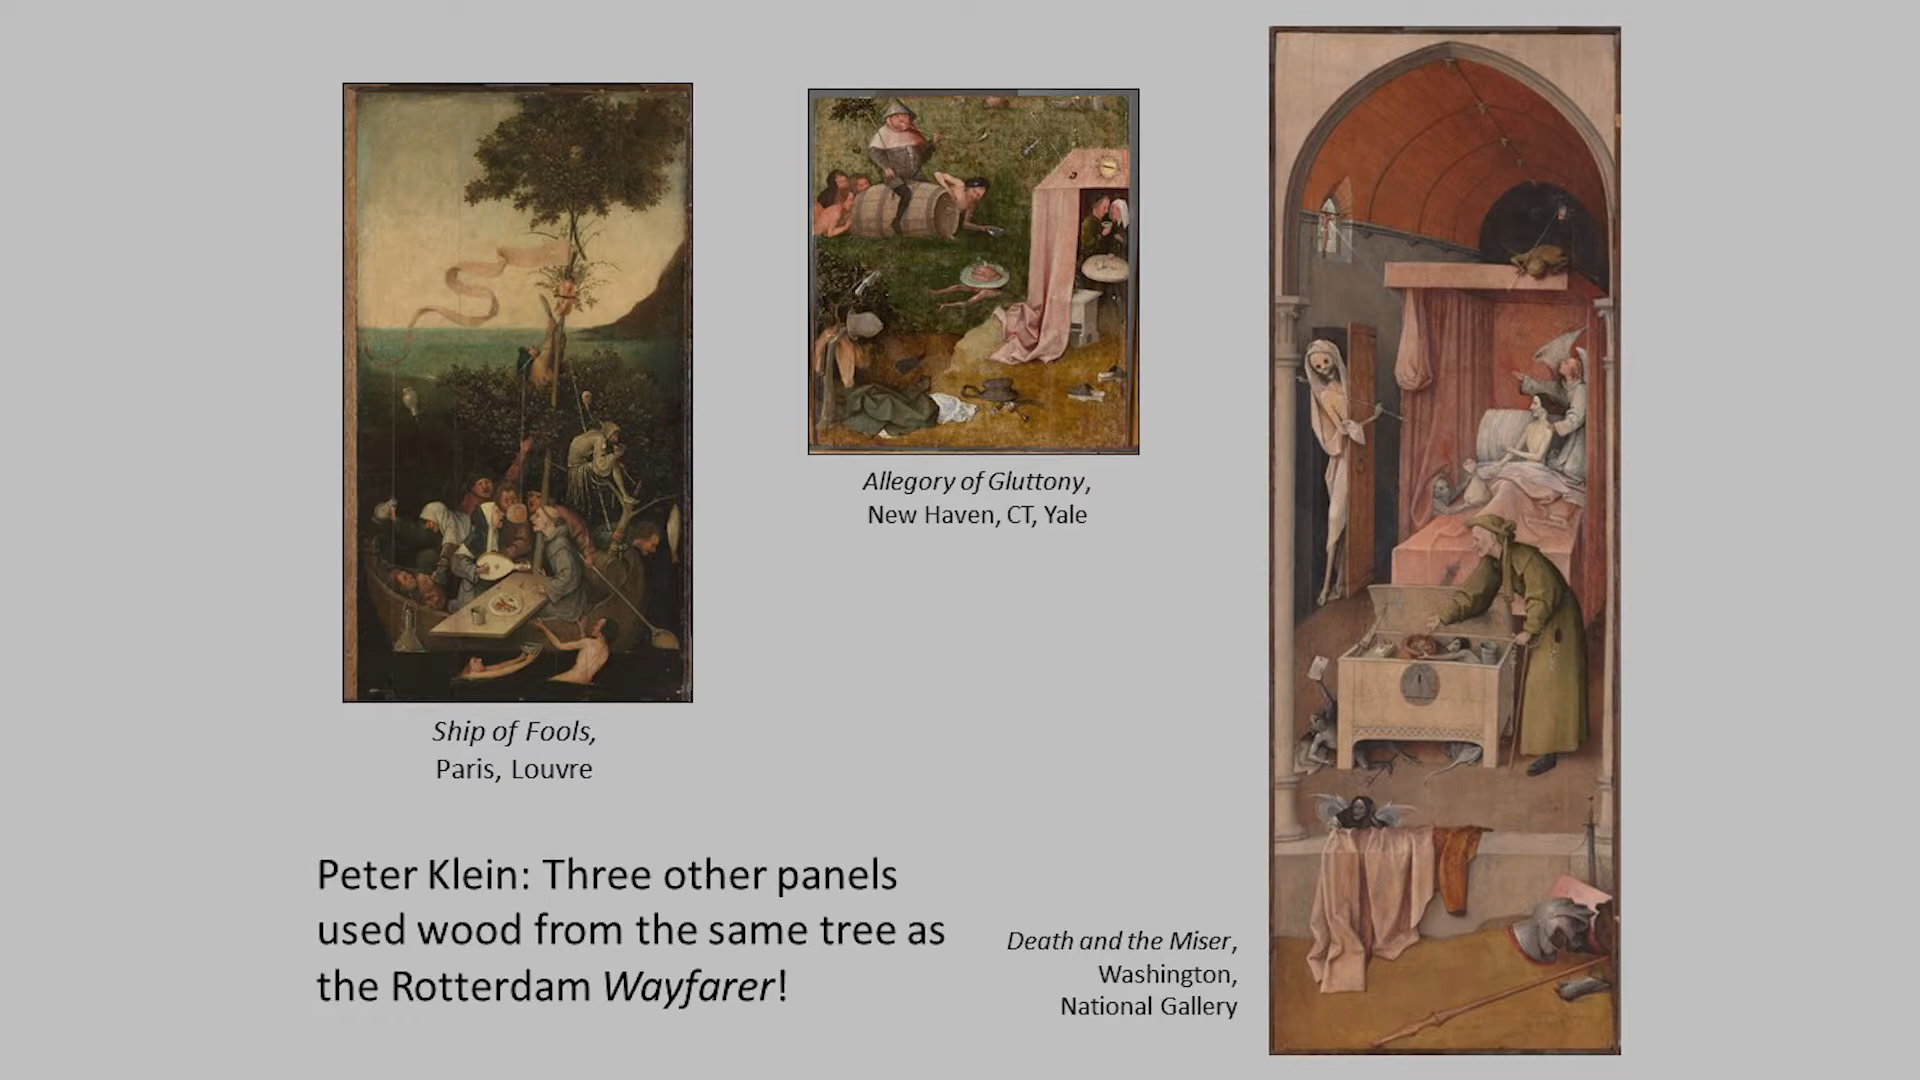 Ship of Fools,
Paris, Louvre
Allegory of Gluttony,
New Haven, CT, Yale
Peter Klein: Three other panels
used wood from the same tree as
the Rotterdam Wayfarer!
Death and the Miser,
Washington,
National Gallery